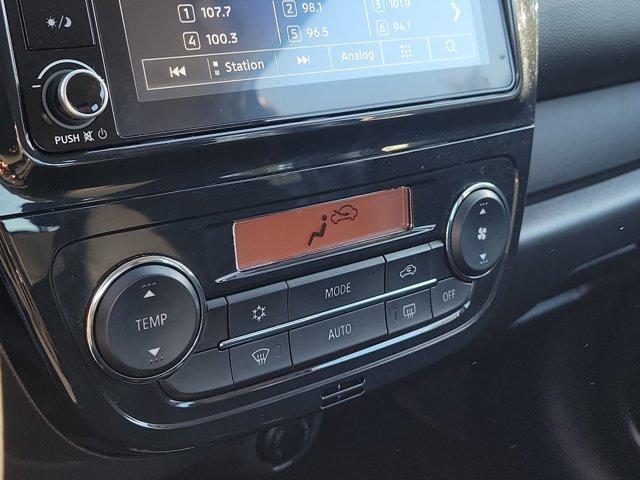 1 107.7 2 98.1 3 101.9
4 100.3 5 96.5 6 94.1
Station Analog
PUSH
TEMP
MODE
AUTO
OFF